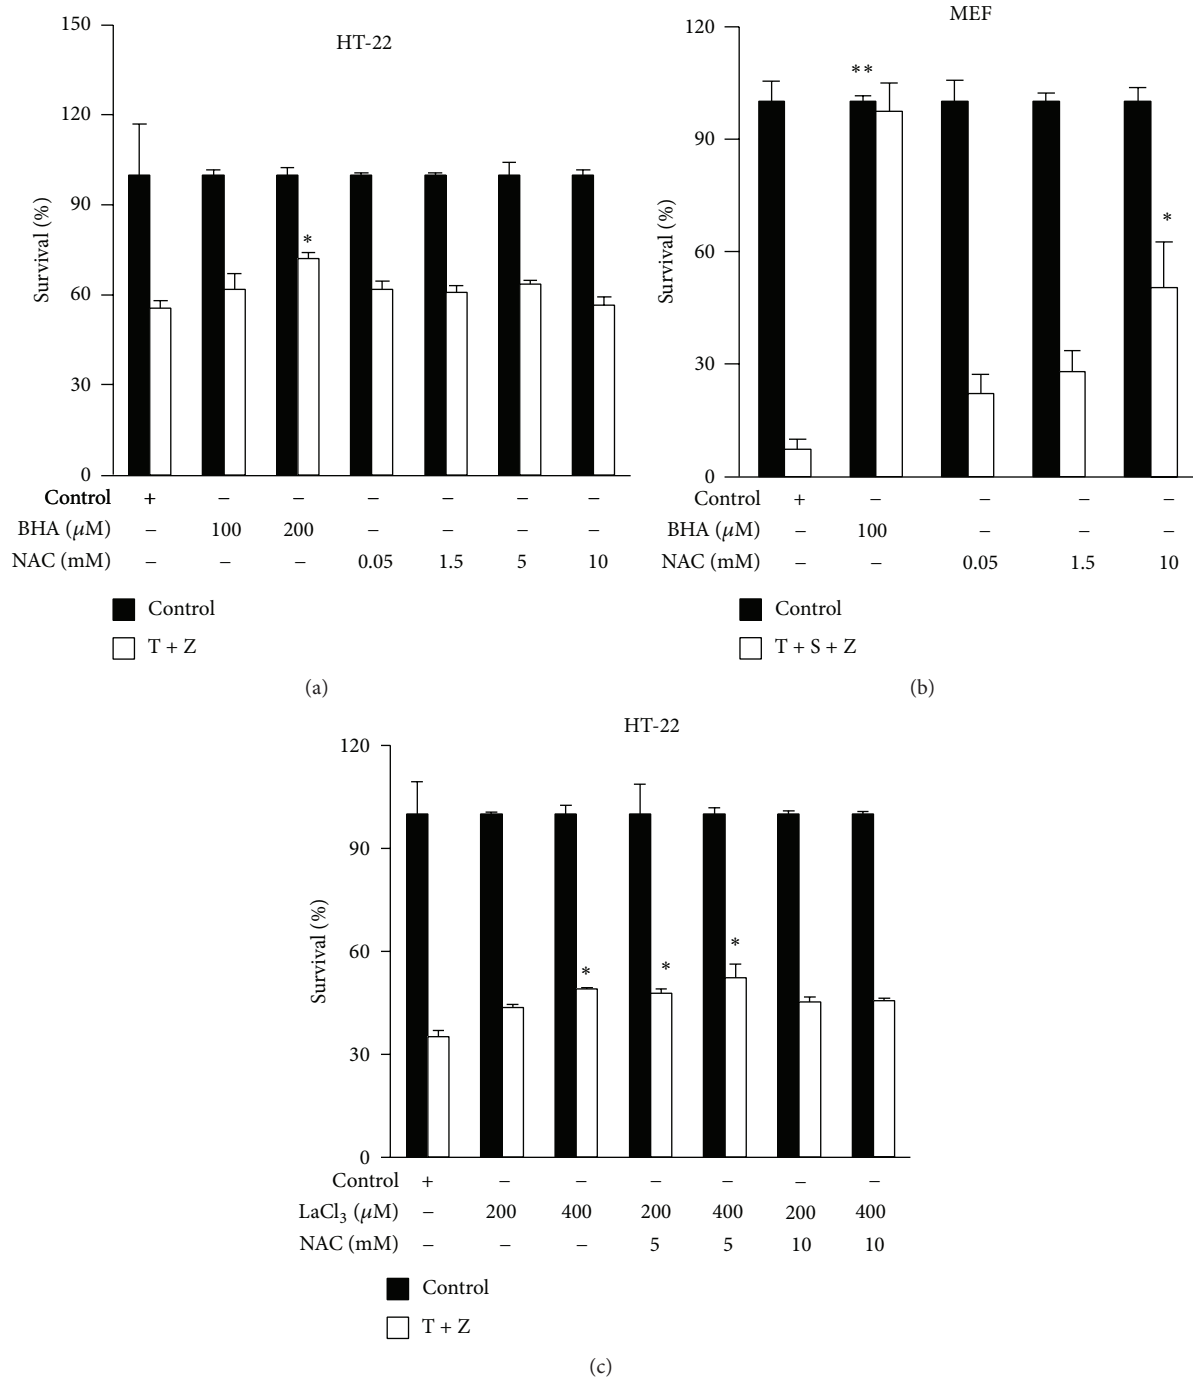 HT-22
150
120
90
60
30
0
Survival (%)
*
Control + – – – – – –
BHA (μM) – 100 200 – – – –
NAC (mM) – – – 0.05 1.5 5 10
Control
T + Z
(a)
MEF
120
90
60
30
0
Survival (%)
**
*
Control + – – – –
BHA (μM) – 100 – – –
NAC (mM) – – 0.05 1.5 10
Control
T + S + Z
(b)
HT-22
120
90
60
30
0
Survival (%)
* * *
Control + – – – – – –
LaCl₃ (μM) – 200 400 200 400 200 400
NAC (mM) – – – 5 5 10 10
Control
T + Z
(c)